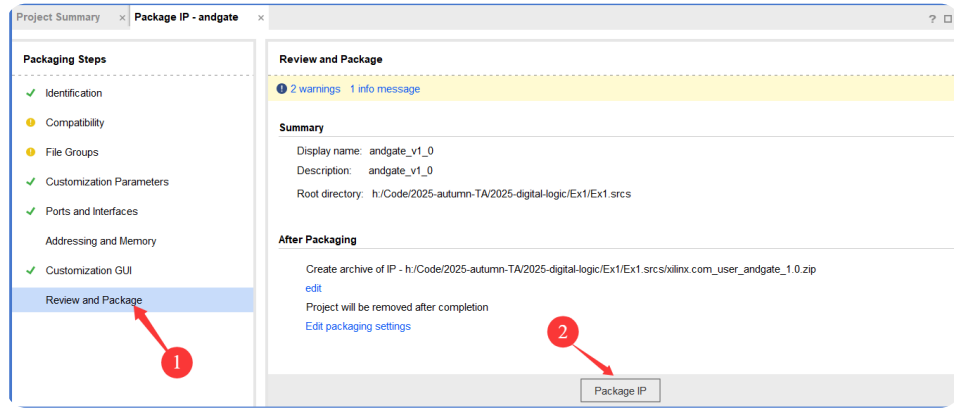 Project Summary × Package IP - andgate × ? □
Packaging Steps
Identification
Compatibility
File Groups
Customization Parameters
Ports and Interfaces
Addressing and Memory
Customization GUI
Review and Package
1
Review and Package
2 warnings 1 info message
Summary
Display name: andgate_v1_0
Description: andgate_v1_0
Root directory: h:/Code/2025-autumn-TA/2025-digital-logic/Ex1/Ex1.srcs
After Packaging
Create archive of IP - h:/Code/2025-autumn-TA/2025-digital-logic/Ex1/Ex1.srcs/xilinx.com_user_andgate_1.0.zip
edit
Project will be removed after completion
Edit packaging settings
2
Package IP